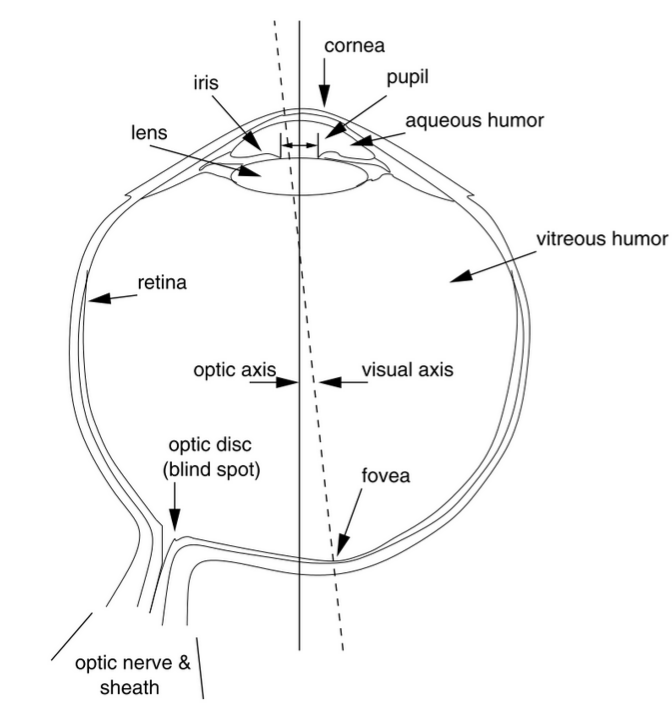 cornea
iris
pupil
lens
aqueous humor
vitreous humor
retina
optic axis
visual axis
optic disc
(blind spot)
fovea
optic nerve &
sheath